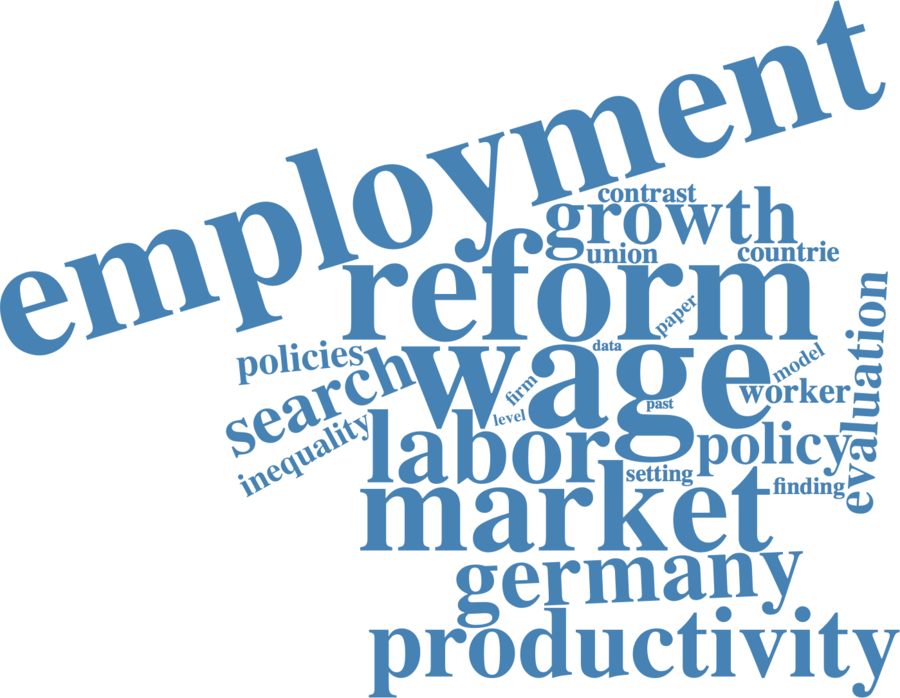 employment
contrast
growth
union
countrie
reform
paper
data
policies
search
wage
firm
level
past
model
worker
evaluation
inequality
labor
policy
setting
finding
market
germany
productivity